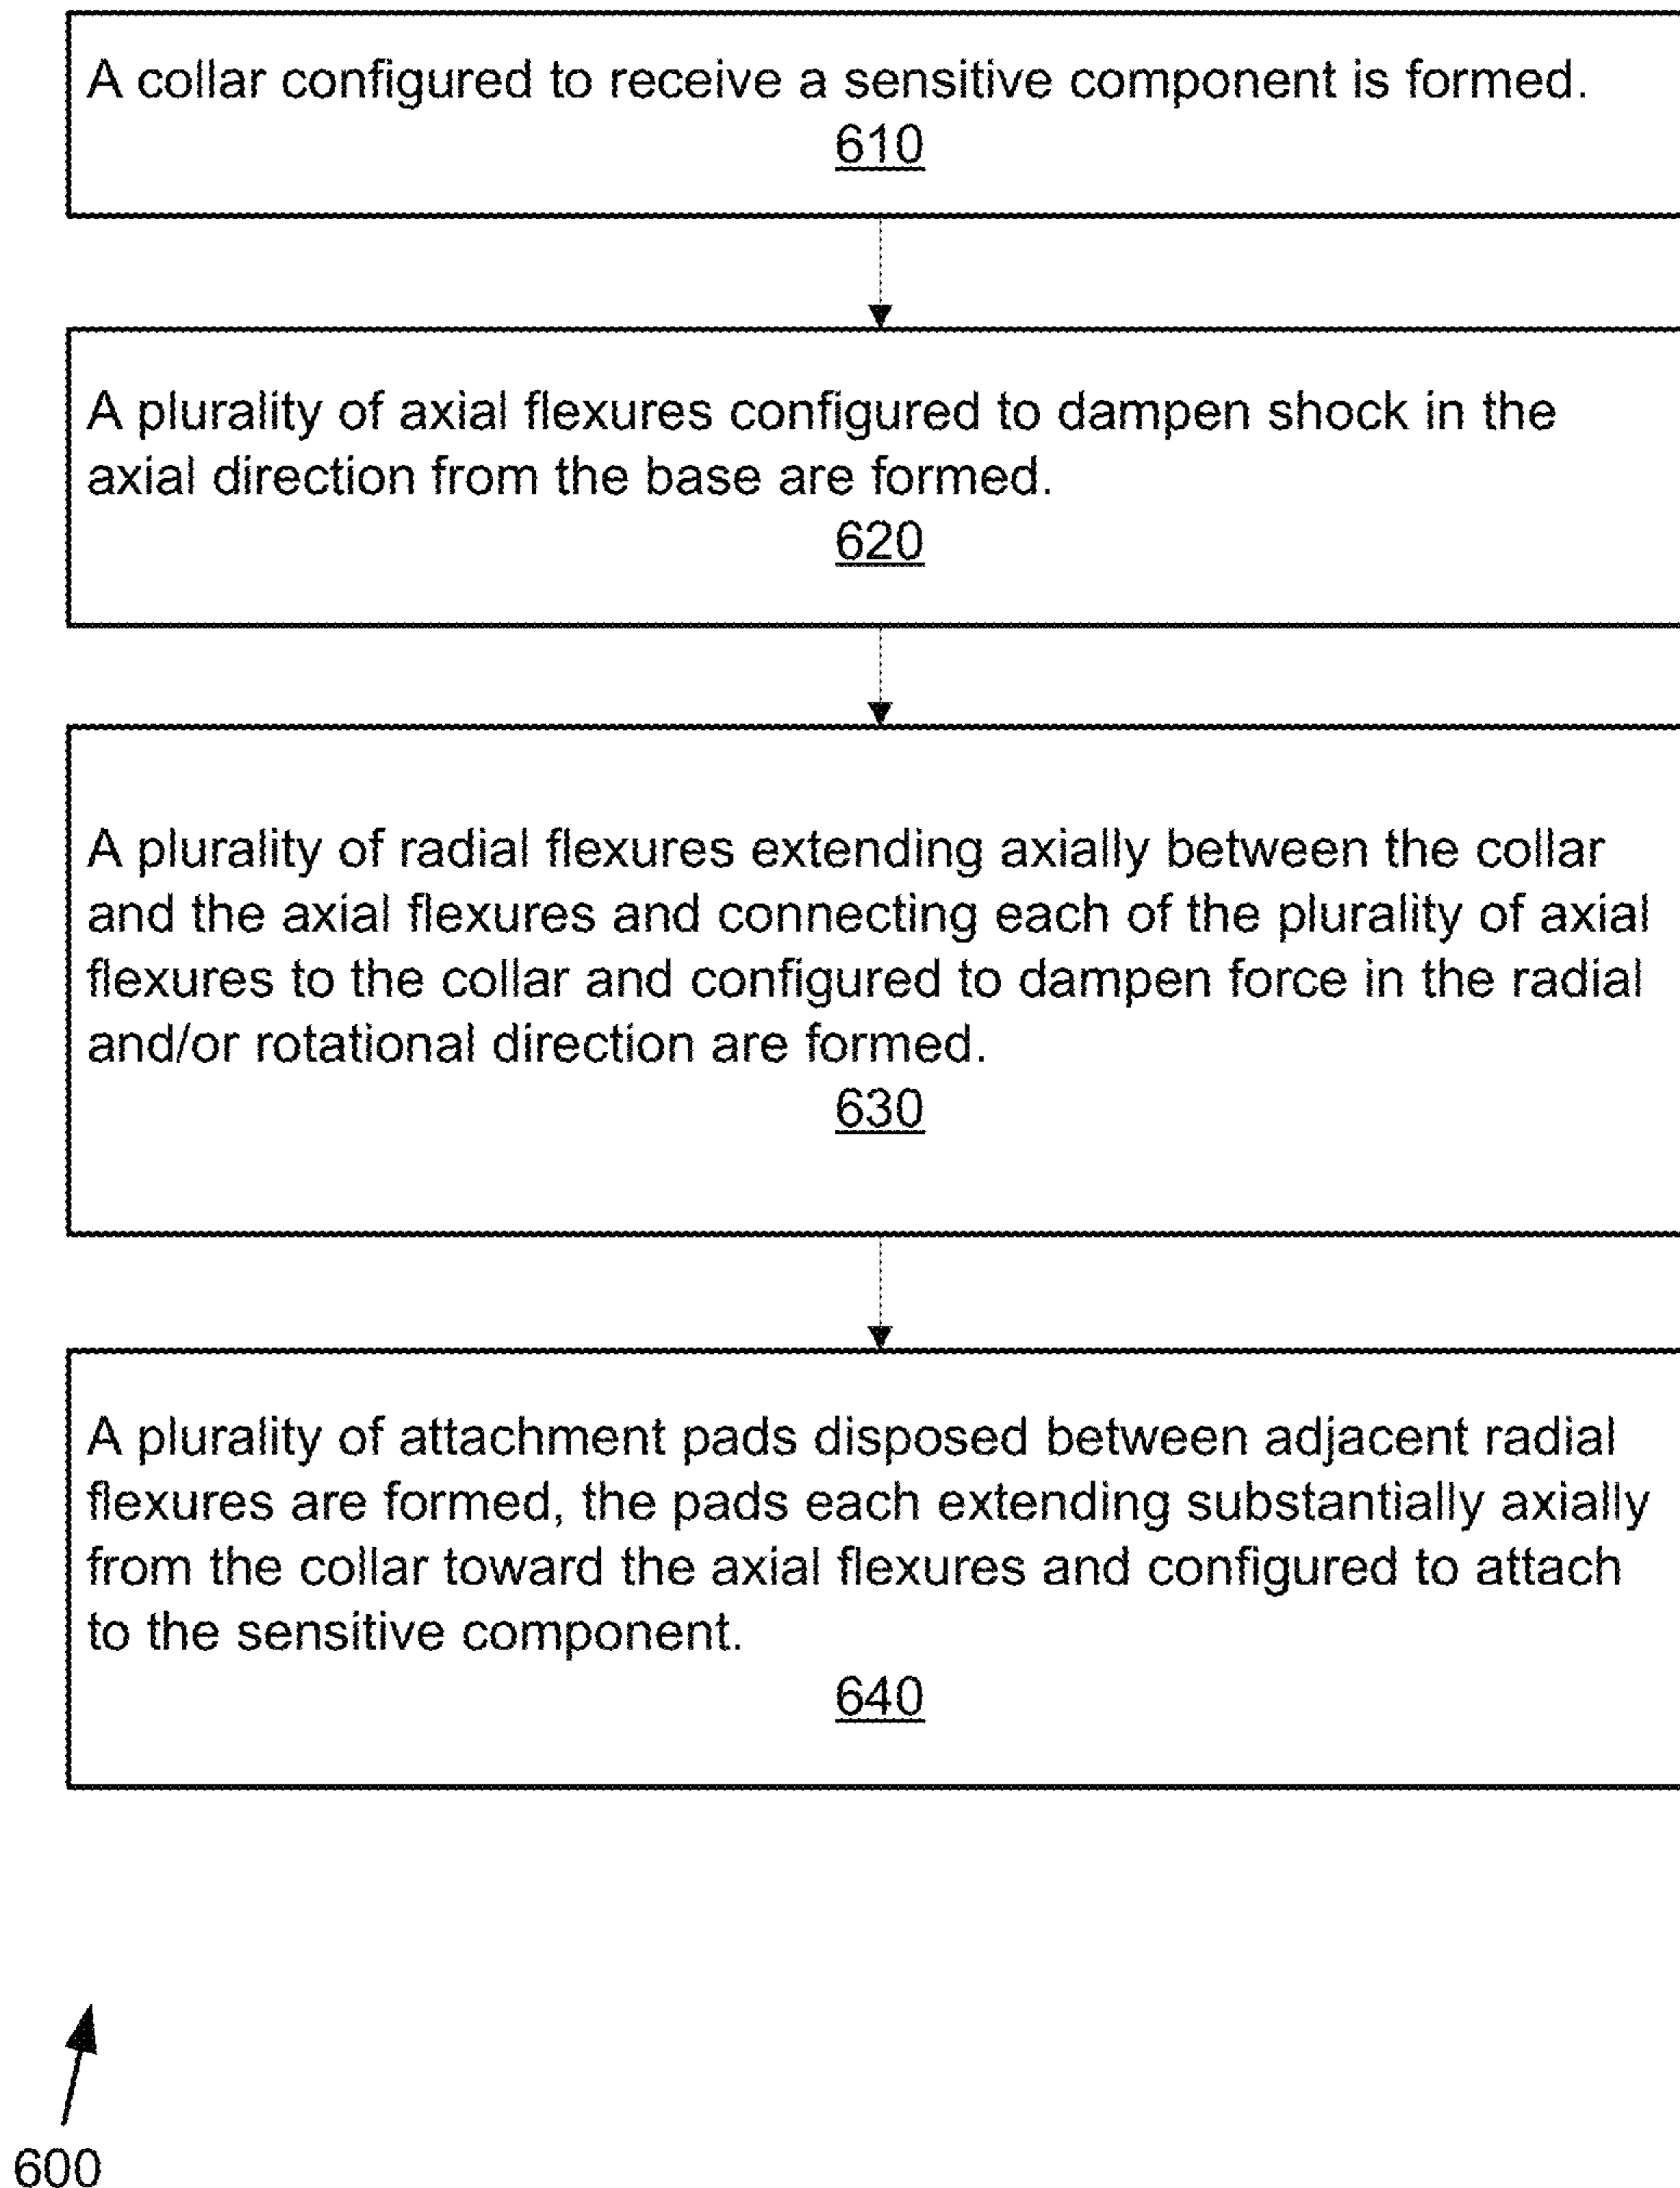 A collar configured to receive a sensitive component is formed.
610
A plurality of axial flexures configured to dampen shock in the
axial direction from the base are formed.
620
A plurality of radial flexures extending axially between the collar
and the axial flexures and connecting each of the plurality of axial
flexures to the collar and configured to dampen force in the radial
and/or rotational direction are formed.
630
A plurality of attachment pads disposed between adjacent radial
flexures are formed, the pads each extending substantially axially
from the collar toward the axial flexures and configured to attach
to the sensitive component.
640
600